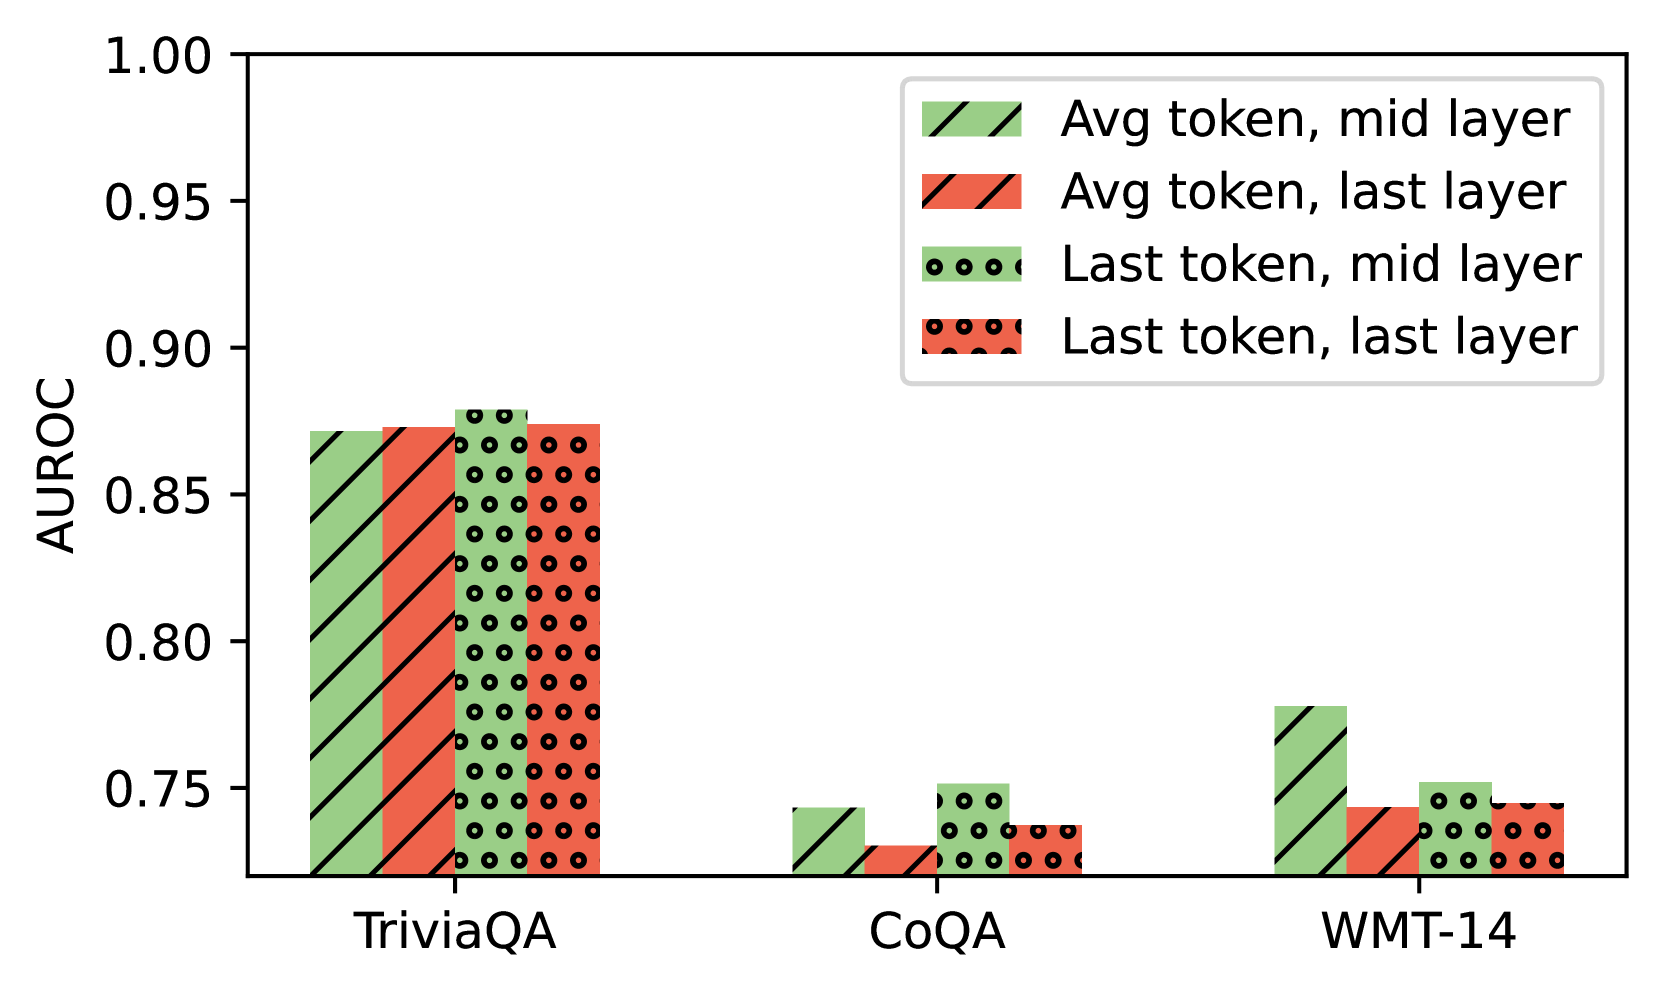 1.00
0.95
0.90
0.85
0.80
0.75
AUROC
Avg token, mid layer
Avg token, last layer
Last token, mid layer
Last token, last layer
TriviaQA
CoQA
WMT-14